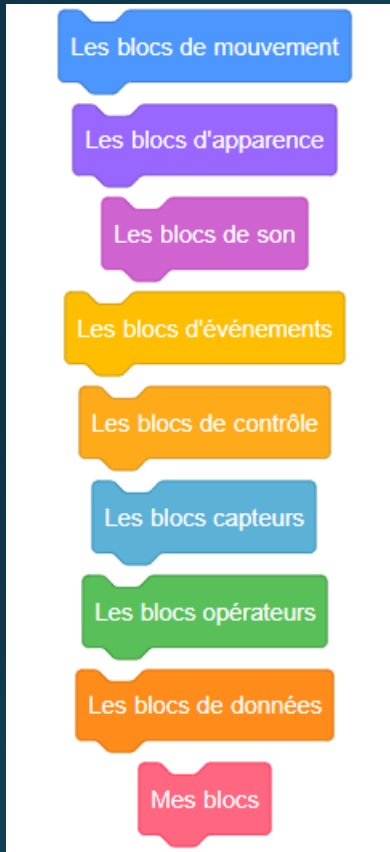 Les blocs de mouvement
Les blocs d'apparence
Les blocs de son
Les blocs d'événements
Les blocs de contrôle
Les blocs capteurs
Les blocs opérateurs
Les blocs de données
Mes blocs